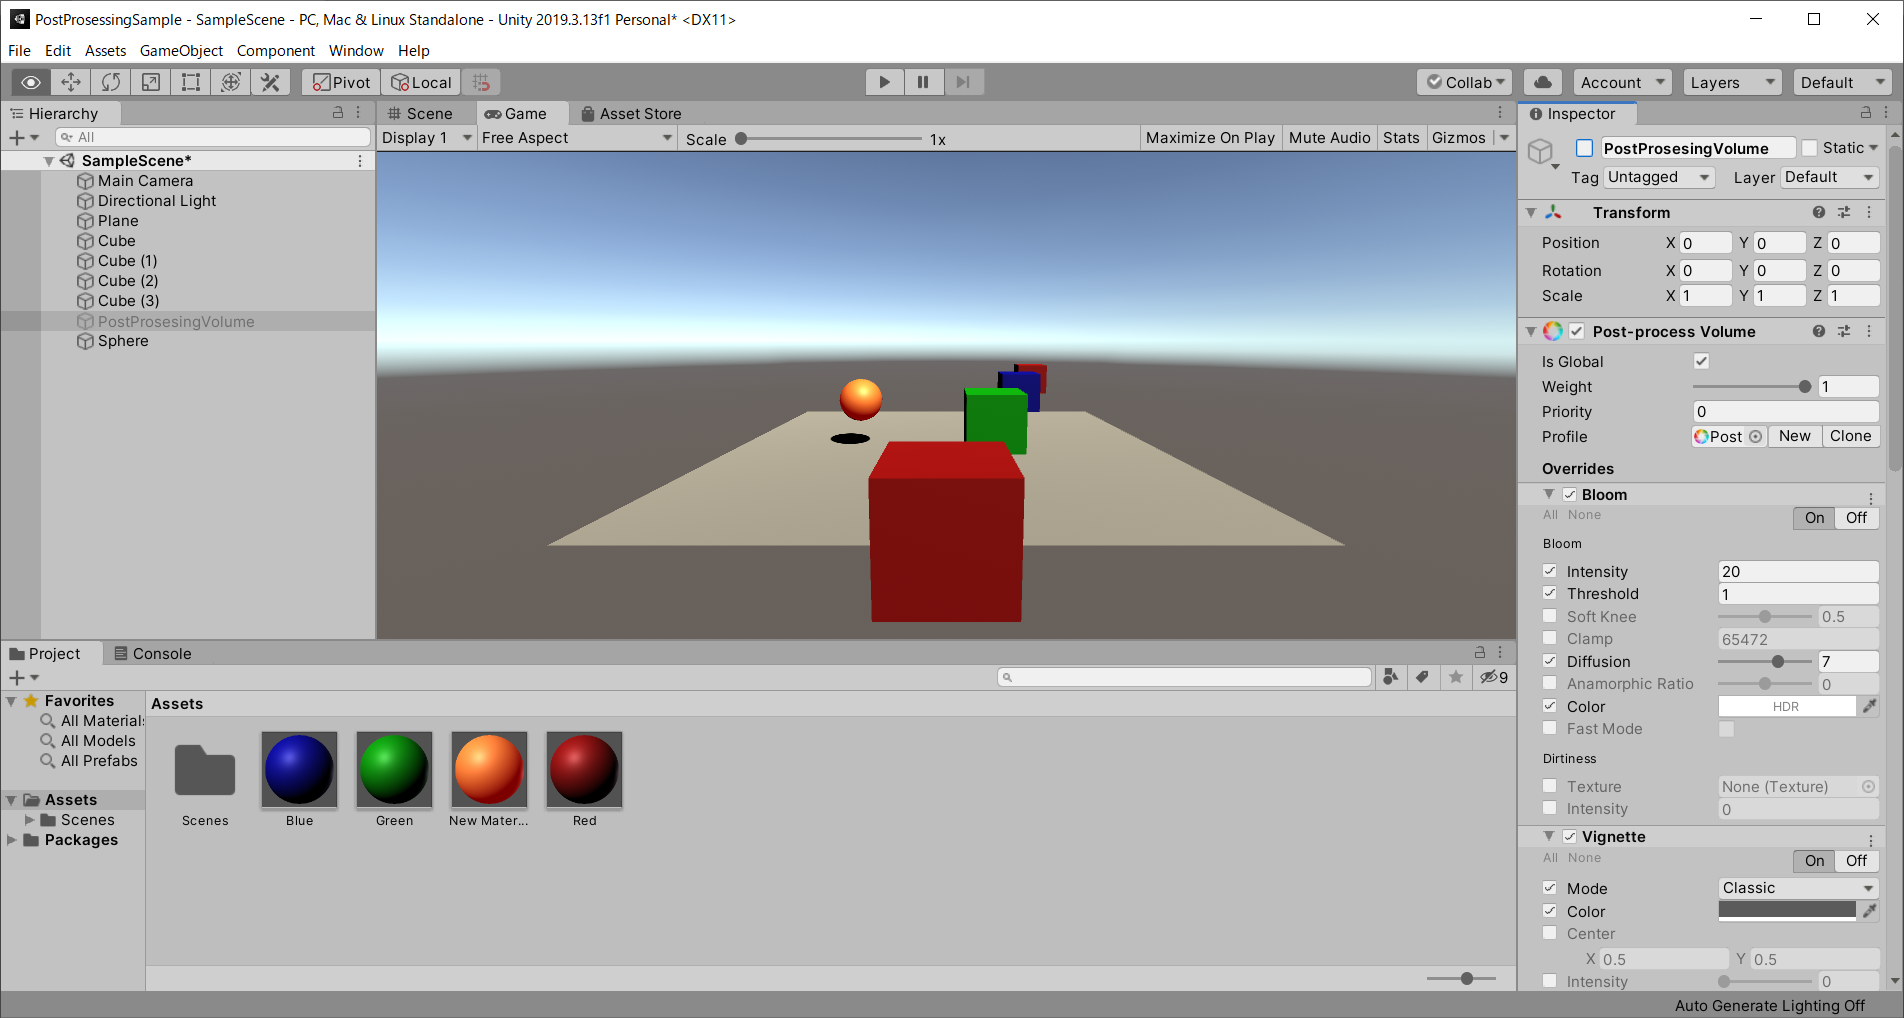 PostProsessingSample - SampleScene - PC, Mac & Linux Standalone - Unity 2019.3.13f1 Personal* <DX11>
File Edit Assets GameObject Component Window Help
Pivot Local Collab Account Layers Default
Hierarchy
All
SampleScene*
Main Camera
Directional Light
Plane
Cube
Cube (1)
Cube (2)
Cube (3)
PostProsesingVolume
Sphere
Scene Game Asset Store
Display 1 Free Aspect Scale 1x Maximize On Play Mute Audio Stats Gizmos
Project Console
9
Favorites
All Materials
All Models
All Prefabs
Assets
Scenes
Packages
Assets
Scenes Blue Green New Mater... Red
Inspector
PostProsesingVolume Static
Tag Untagged Layer Default
Transform
Position X 0 Y 0 Z 0
Rotation X 0 Y 0 Z 0
Scale X 1 Y 1 Z 1
Post-process Volume
Is Global
Weight 1
Priority 0
Profile Post New Clone
Overrides
Bloom
All None On Off
Bloom
Intensity 20
Threshold 1
Soft Knee 0.5
Clamp 65472
Diffusion 7
Anamorphic Ratio 0
Color HDR
Fast Mode
Dirtiness
Texture None (Texture)
Intensity 0
Vignette
All None On Off
Mode Classic
Color
Center
X 0.5 Y 0.5
Intensity 0
Auto Generate Lighting Off